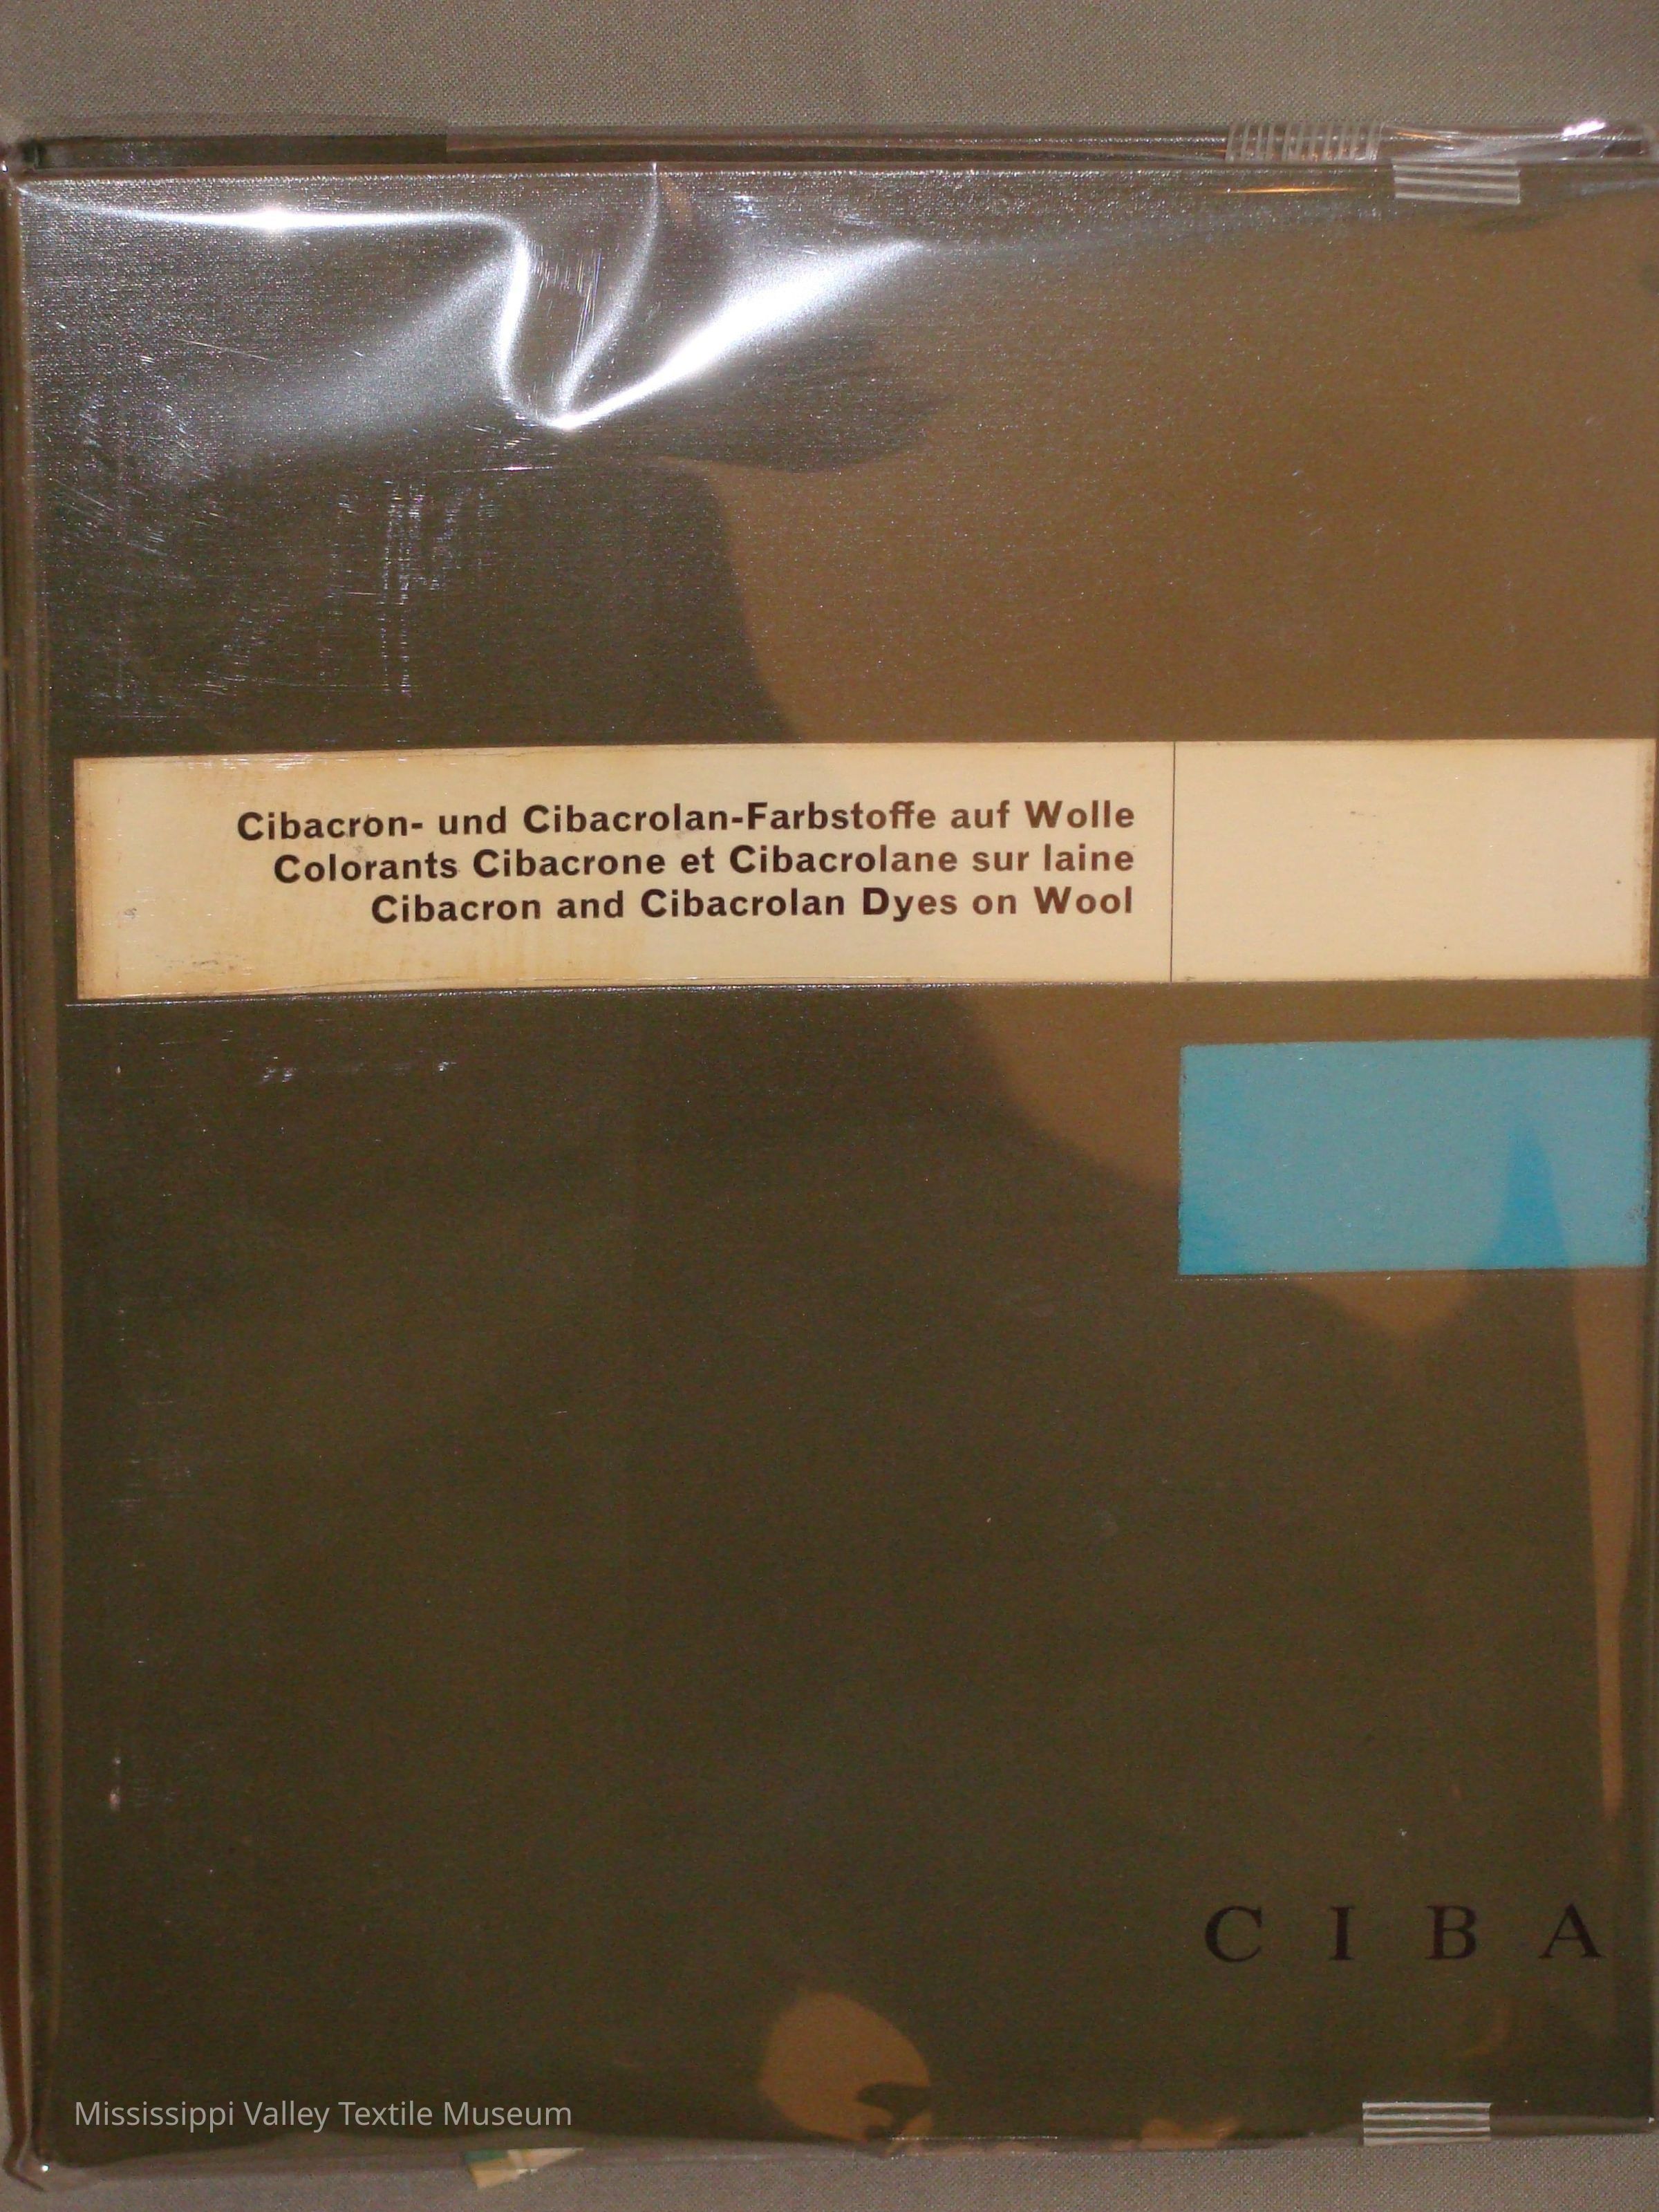 Cibacron- und Cibacrolan-Farbstoffe auf Wolle
Colorants Cibacrone et Cibacrolane sur laine
Cibacron and Cibacrolan Dyes on Wool
CIBA
Mississippi Valley Textile Museum